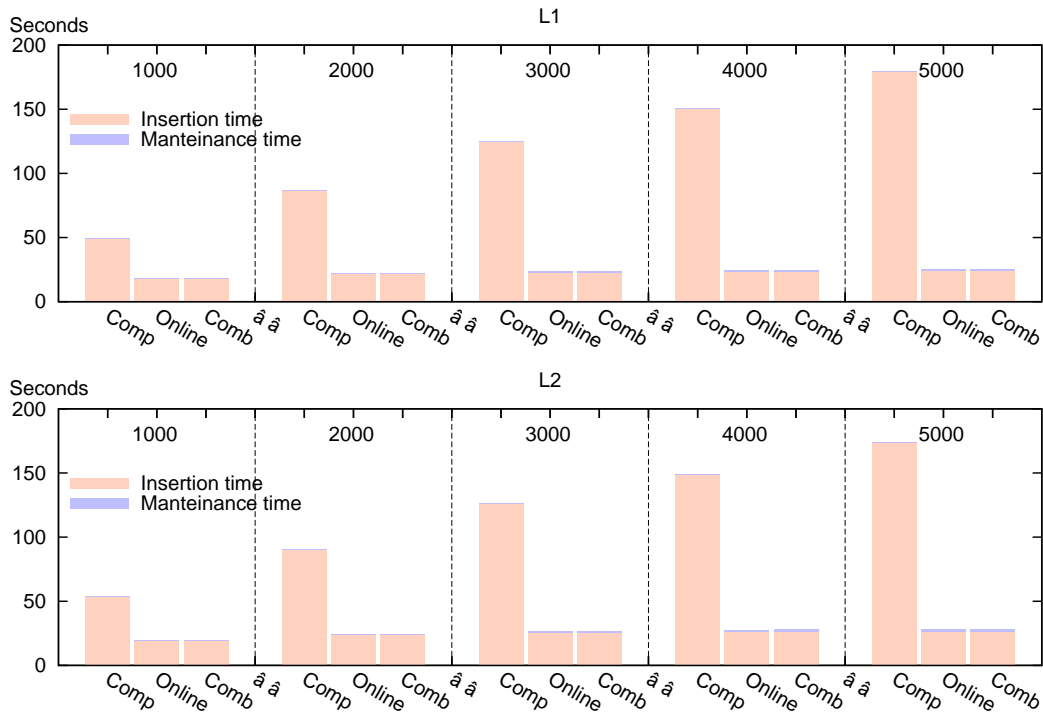 L1
Seconds
200
1000 2000 3000 4000 5000
150
Insertion time
Manteinance time
100
50
0
Comp Online Comb â â Comp Online Comb â â Comp Online Comb â â Comp Online Comb â â Comp Online Comb
L2
Seconds
200
1000 2000 3000 4000 5000
150
Insertion time
Manteinance time
100
50
0
Comp Online Comb â â Comp Online Comb â â Comp Online Comb â â Comp Online Comb â â Comp Online Comb